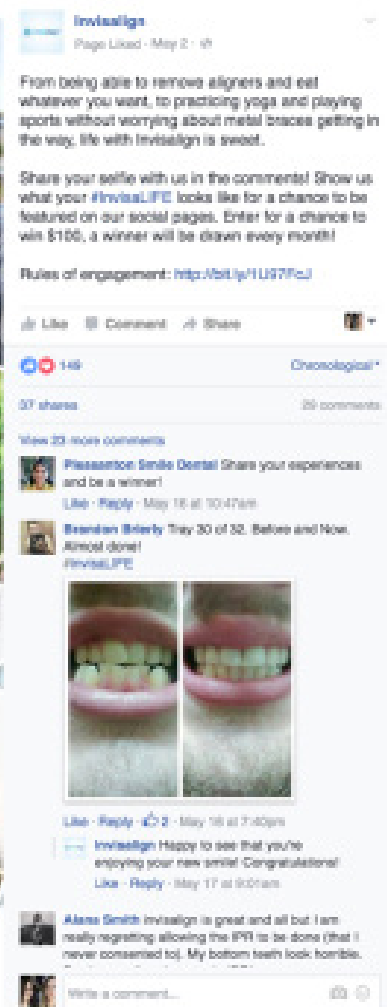 Invisalign
Page Liked · May 2 ·
From being able to remove aligners and eat
whatever you want, to practicing yoga and playing
sports without worrying about metal braces getting in
the way, life with Invisalign is sweet.
Share your selfie with us in the comments! Show us
what your #InvisaLIFE looks like for a chance to be
featured on our social pages. Enter for a chance to
win $100, a winner will be drawn every month!
Rules of engagement:
Like Comment Share
149 Chronological
37 shares 29 comments
View 23 more comments
Pleasanton Smile Dental Share your experiences
and be a winner!
Like · Reply · May 16 at 10:47am
Brandon Brierly Tray 30 of 32. Before and Now.
Almost done!
#InvisaLIFE
Like · Reply · 2 · May 16 at 7:40pm
Invisalign Happy to see that you're
enjoying your new smile! Congratulations!
Like · Reply · May 17 at 9:01am
Alana Smith invisalign is great and all but I am
really regretting allowing the IPR to be done (that I
never consented to). My bottom teeth look horrible.
Write a comment...